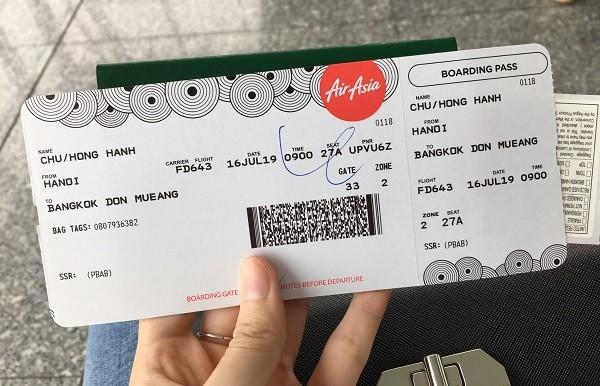 AirAsia
0118
NAME
CHU/HONG HANH
FROM
HANOI
CARRIER FLIGHT DATE TIME SEAT PNR
FD643 16JUL19 0900 27A UPYU6Z
TO
BANGKOK DON MUEANG
GATE ZONE
33 2
BAG TAGS: 0807936382
SSR: (PBAB)
BOARDING GATE
NUTES BEFORE DEPARTURE
BOARDING PASS
0118
NAME
CHU/HONG HANH
FROM
HANOI
TO
BANGKOK DON MUEANG
FLIGHT DATE TIME
FD643 16JUL19 0900
ZONE SEAT
2 27A
SSR: (PBAB)